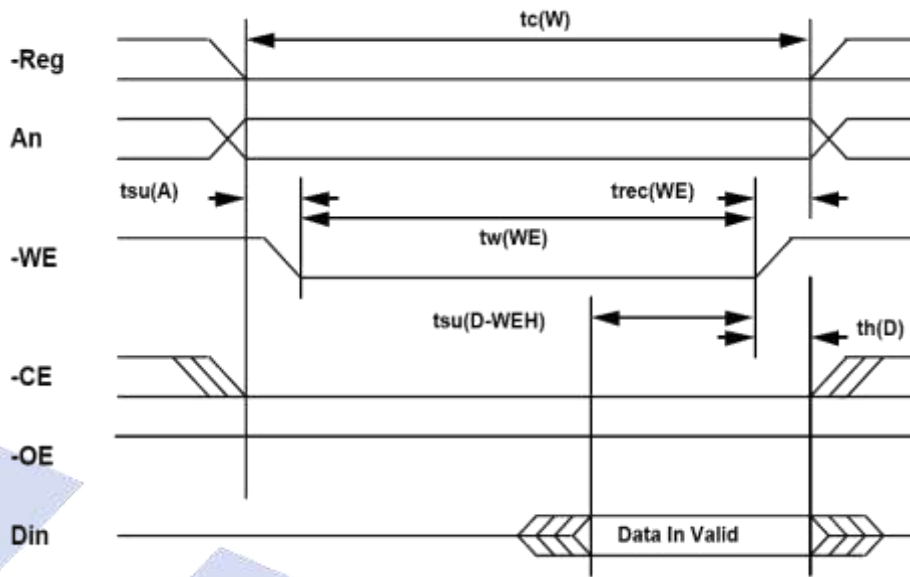 tc(W)
-Reg
An
tsu(A)
trec(WE)
tw(WE)
-WE
tsu(D-WEH)
th(D)
-CE
-OE
Din
Data In Valid